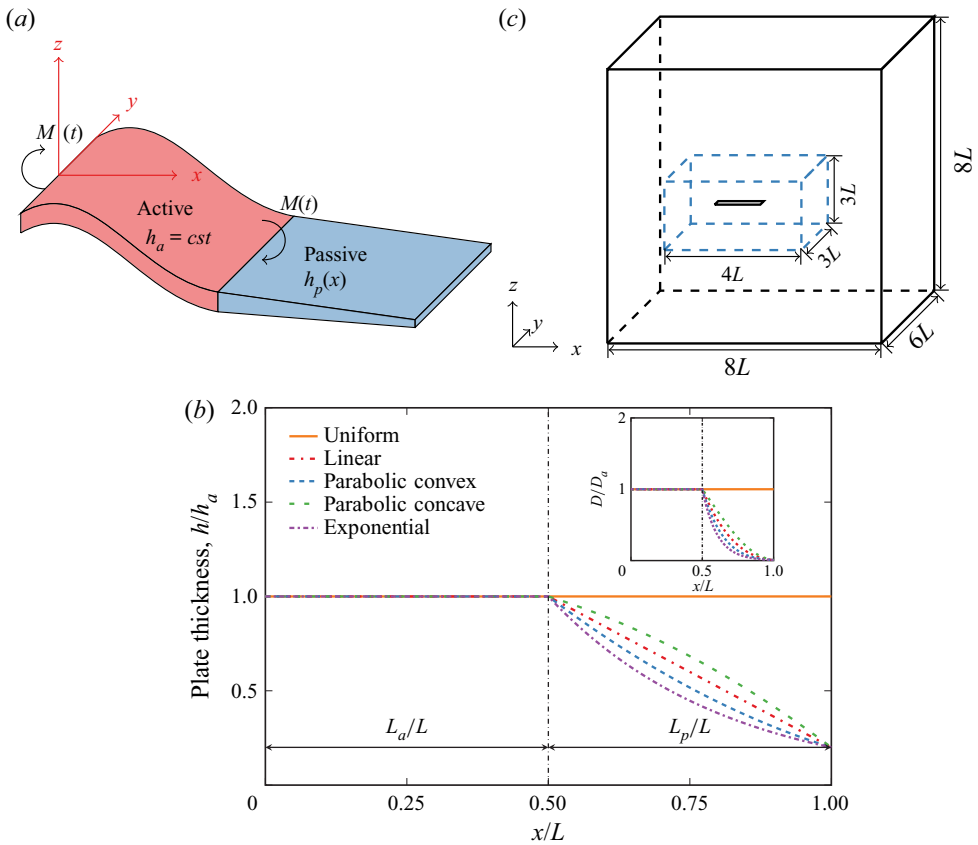 (a)
z
y
M (t)
x
Active
h_a = cst
M(t)
Passive
h_p(x)
(c)
8L
3L
3L
4L
6L
8L
z
y
x
(b)
Plate thickness, h/h_a
2.0
1.5
1.0
0.5
0
0.25
0.50
0.75
1.00
x/L
Uniform
Linear
Parabolic convex
Parabolic concave
Exponential
L_a/L
L_p/L
D/D_a
2
1
0
0.5
1.0
x/L